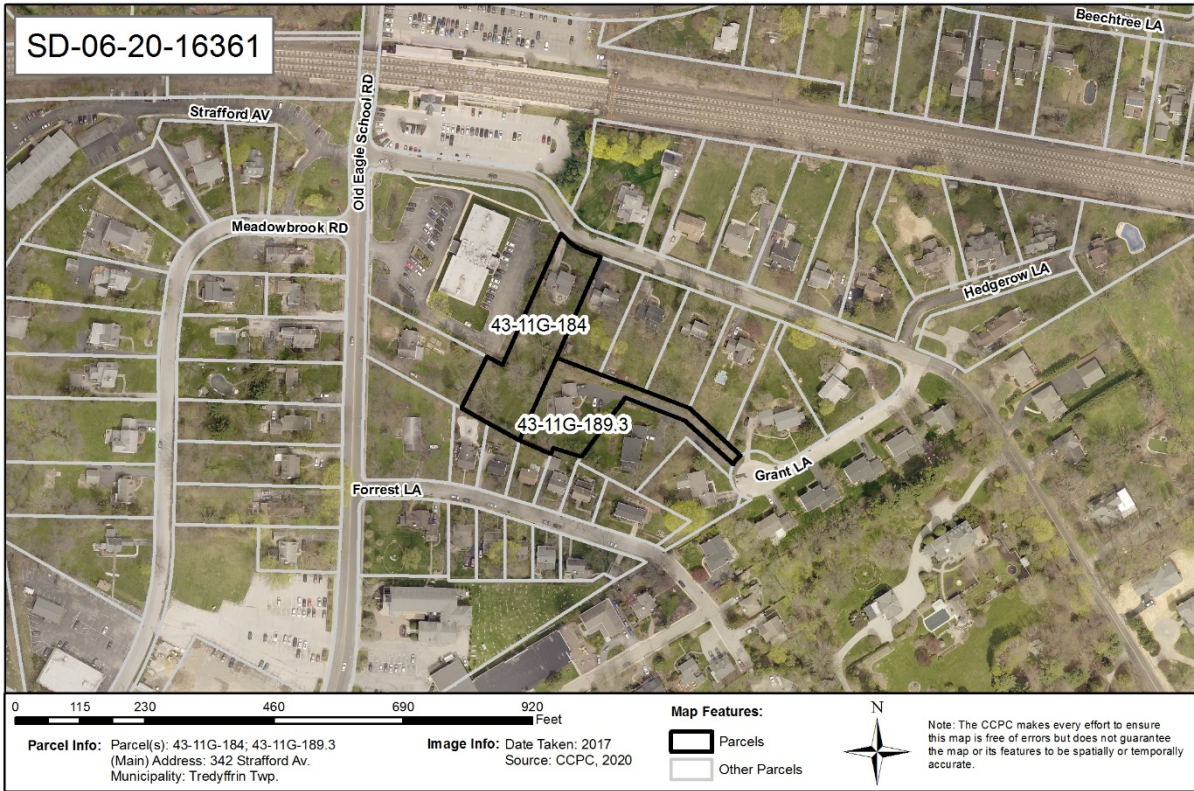 SD-06-20-16361
Beechtree LA
Strafford AV
Old Eagle School RD
Meadowbrook RD
Hedgerow LA
43-11G-184
43-11G-189.3
Grant LA
Forrest LA
0 115 230 460 690 920
Feet
Parcel Info: Parcel(s): 43-11G-184; 43-11G-189.3
(Main) Address: 342 Strafford Av.
Municipality: Tredyffrin Twp.
Image Info: Date Taken: 2017
Source: CCPC, 2020
Map Features:
Parcels
Other Parcels
N
Note: The CCPC makes every effort to ensure
this map is free of errors but does not guarantee
the map or its features to be spatially or temporally
accurate.